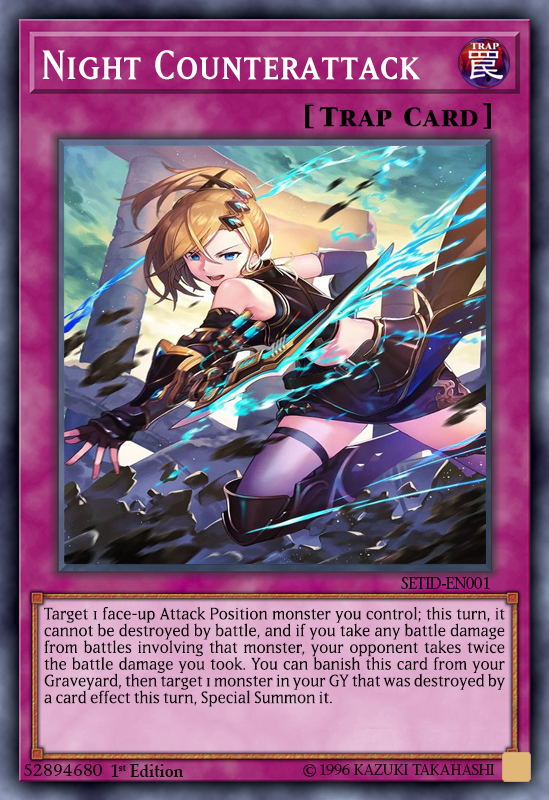 NIGHT COUNTERATTACK
TRAP
罠
[TRAP CARD]
SETID-EN001
Target 1 face-up Attack Position monster you control; this turn, it
cannot be destroyed by battle, and if you take any battle damage
from battles involving that monster, your opponent takes twice
the battle damage you took. You can banish this card from your
Graveyard, then target 1 monster in your GY that was destroyed by
a card effect this turn, Special Summon it.
52894680 1st Edition © 1996 KAZUKI TAKAHASHI